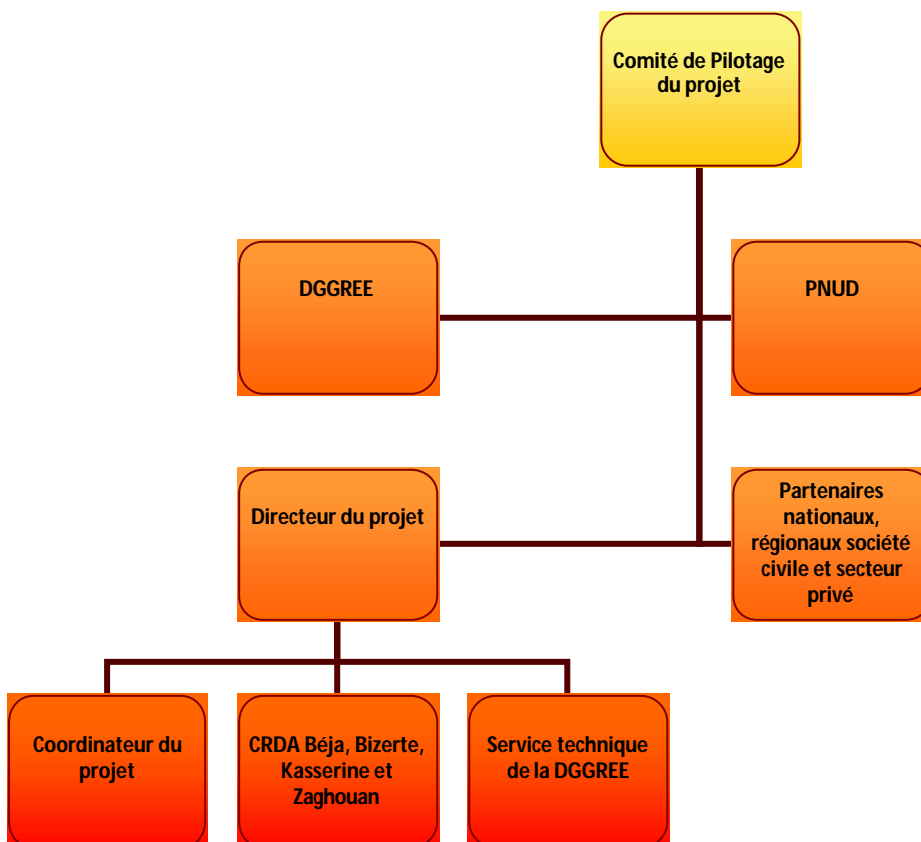 Comité de Pilotage
du projet
DGGREE
PNUD
Directeur du projet
Partenaires
nationaux,
régionaux société
civile et secteur
privé
Coordinateur du
projet
CRDA Béja, Bizerte,
Kasserine et
Zaghouan
Service technique
de la DGGREE